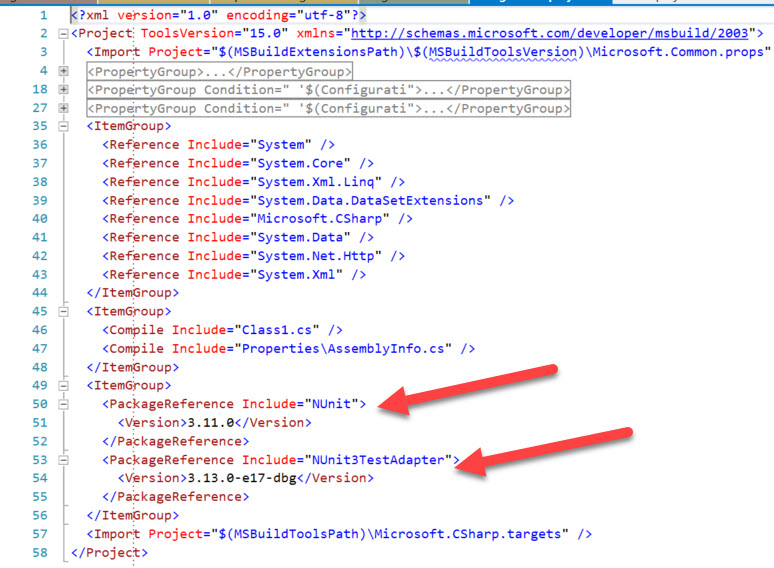 1 <?xml version="1.0" encoding="utf-8"?>
2 <Project ToolsVersion="15.0" xmlns="http://schemas.microsoft.com/developer/msbuild/2003">
3 <Import Project="$(MSBuildExtensionsPath)\$(MSBuildToolsVersion)\Microsoft.Common.props"
4 <PropertyGroup>...</PropertyGroup>
18 <PropertyGroup Condition=" '$(Configurati">...</PropertyGroup>
27 <PropertyGroup Condition=" '$(Configurati">...</PropertyGroup>
35 <ItemGroup>
36 <Reference Include="System" />
37 <Reference Include="System.Core" />
38 <Reference Include="System.Xml.Linq" />
39 <Reference Include="System.Data.DataSetExtensions" />
40 <Reference Include="Microsoft.CSharp" />
41 <Reference Include="System.Data" />
42 <Reference Include="System.Net.Http" />
43 <Reference Include="System.Xml" />
44 </ItemGroup>
45 <ItemGroup>
46 <Compile Include="Class1.cs" />
47 <Compile Include="Properties\AssemblyInfo.cs" />
48 </ItemGroup>
49 <ItemGroup>
50 <PackageReference Include="NUnit">
51 <Version>3.11.0</Version>
52 </PackageReference>
53 <PackageReference Include="NUnit3TestAdapter">
54 <Version>3.13.0-e17-dbg</Version>
55 </PackageReference>
56 </ItemGroup>
57 <Import Project="$(MSBuildToolsPath)\Microsoft.CSharp.targets" />
58 </Project>